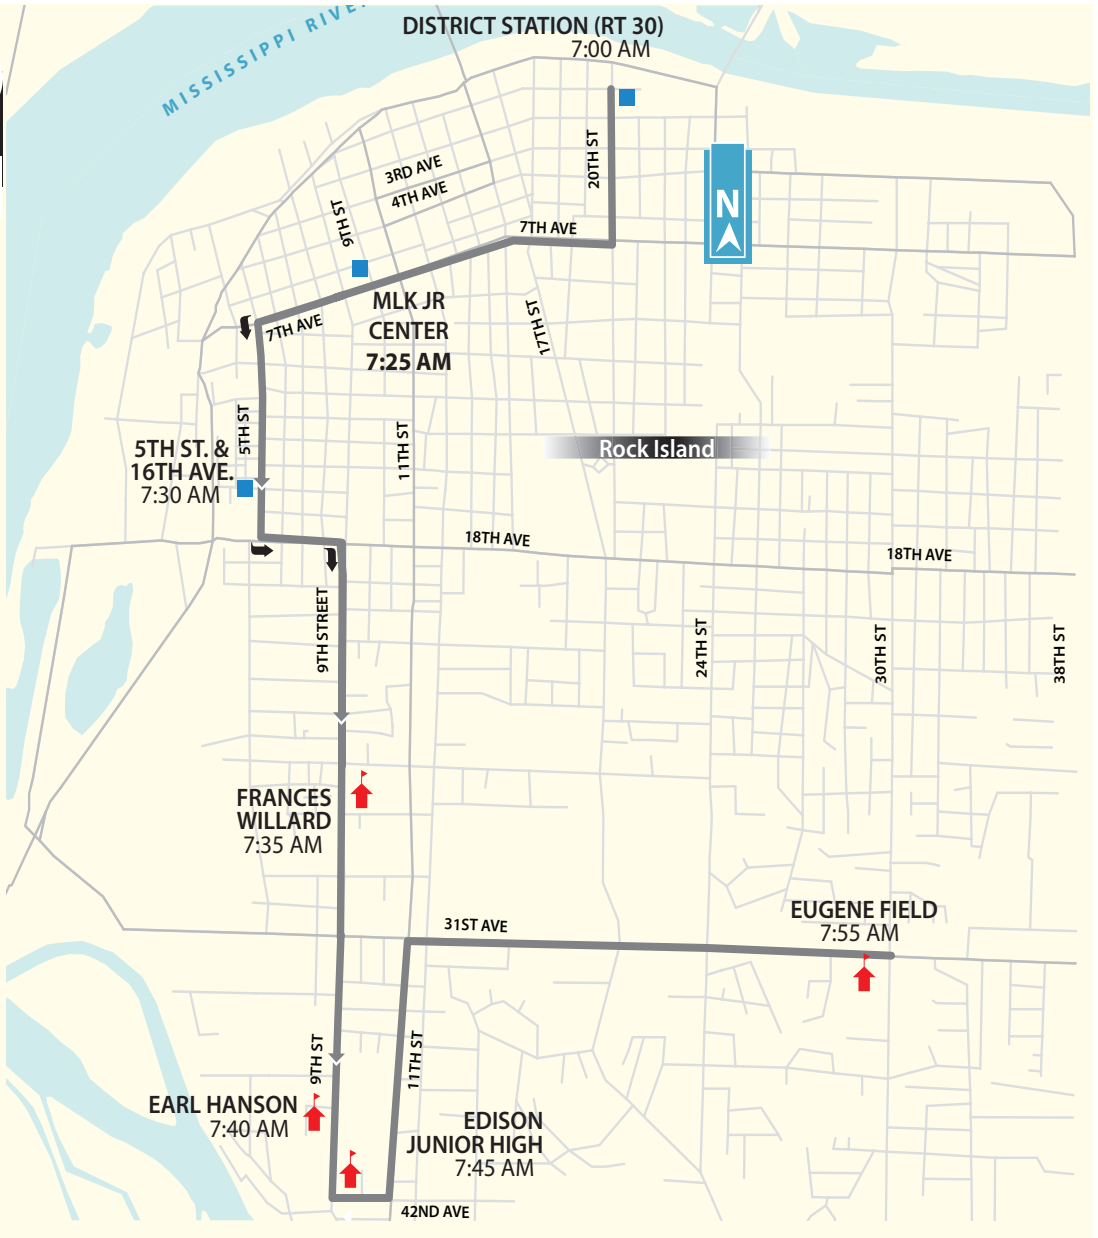 DISTRICT STATION (RT 30)
7:00 AM
MISSISSIPPI RIVE
20TH ST
3RD AVE
4TH AVE
9TH ST
N
7TH AVE
MLK JR
CENTER
7:25 AM
7TH AVE
17TH ST
5TH ST
11TH ST
Rock Island
5TH ST. &
16TH AVE.
7:30 AM
18TH AVE
18TH AVE
9TH STREET
24TH ST
30TH ST
38TH ST
FRANCES
WILLARD
7:35 AM
EUGENE FIELD
7:55 AM
31ST AVE
9TH ST
11TH ST
EARL HANSON
7:40 AM
EDISON
JUNIOR HIGH
7:45 AM
42ND AVE